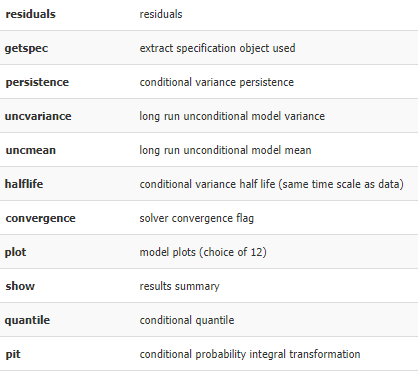 residuals residuals
getspec extract specification object used
persistence conditional variance persistence
uncvariance long run unconditional model variance
uncmean long run unconditional model mean
halflife conditional variance half life (same time scale as data)
convergence solver convergence flag
plot model plots (choice of 12)
show results summary
quantile conditional quantile
pit conditional probability integral transformation